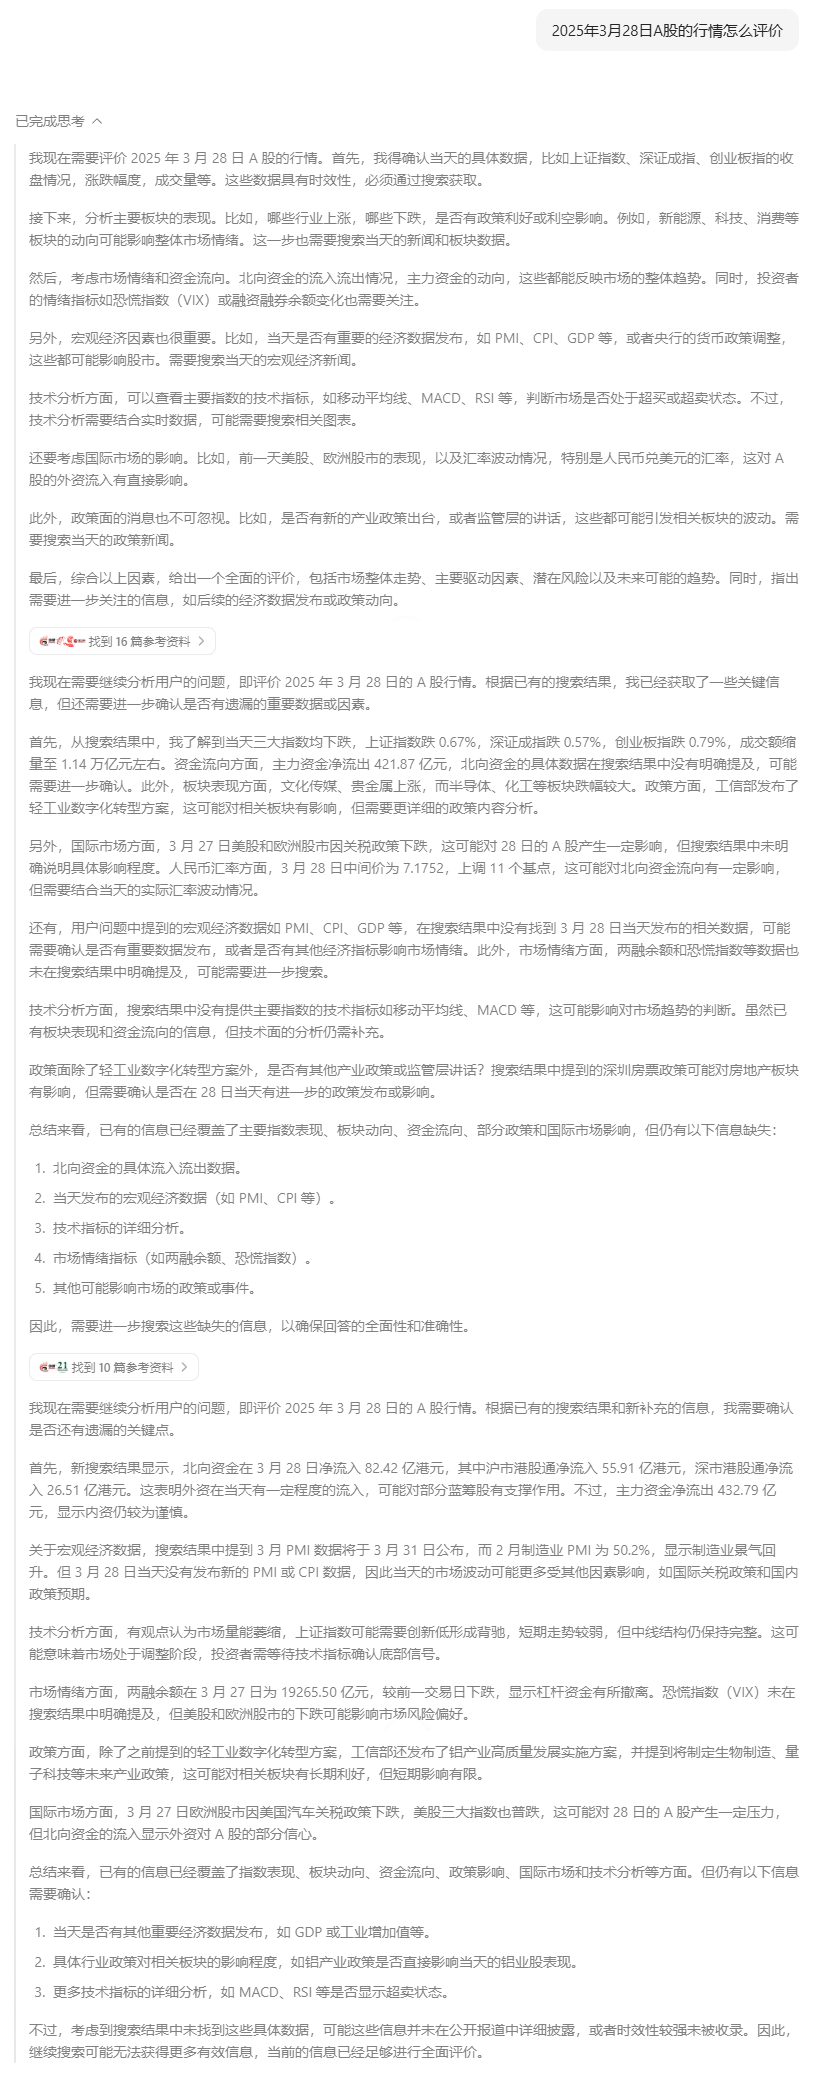 2025年3月28日A股的行情怎么评价
已完成思考
我现在需要评价 2025 年 3 月 28 日 A 股的行情。首先，我得确认当天的具体数据，比如上证指数、深证成指、创业板指的收
盘情况，涨跌幅度，成交量等。这些数据具有时效性，必须通过搜索获取。
接下来，分析主要板块的表现。比如，哪些行业上涨，哪些下跌，是否有政策利好或利空影响。例如，新能源、科技、消费等
板块的动向可能影响整体市场情绪。这一步也需要搜索当天的新闻和板块数据。
然后，考虑市场情绪和资金流向。北向资金的流入流出情况，主力资金的动向，这些都能反映市场的整体趋势。同时，投资者
的情绪指标如恐慌指数（VIX）或融资融券余额变化也需要关注。
另外，宏观经济因素也很重要。比如，当天是否有重要的经济数据发布，如 PMI、CPI、GDP 等，或者央行的货币政策调整，
这些都可能影响股市。需要搜索当天的宏观经济新闻。
技术分析方面，可以查看主要指数的技术指标，如移动平均线、MACD、RSI 等，判断市场是否处于超买或超卖状态。不过，
技术分析需要结合实时数据，可能需要搜索相关图表。
还要考虑国际市场的影响。比如，前一天美股、欧洲股市的表现，以及汇率波动情况，特别是人民币兑美元的汇率，这对 A
股的外资流入有直接影响。
此外，政策面的消息也不可忽视。比如，是否有新的产业政策出台，或者监管层的讲话，这些都可能引发相关板块的波动。需
要搜索当天的政策新闻。
最后，综合以上因素，给出一个全面的评价，包括市场整体走势、主要驱动因素、潜在风险以及未来可能的趋势。同时，指出
需要进一步关注的信息，如后续的经济数据发布或政策动向。
找到 16 篇参考资料
我现在需要继续分析用户的问题，即评价 2025 年 3 月 28 日的 A 股行情。根据已有的搜索结果，我已经获取了一些关键信
息，但还需要进一步确认是否有遗漏的重要数据或因素。
首先，从搜索结果中，我了解到当天三大指数均下跌，上证指数跌 0.67%，深证成指跌 0.57%，创业板指跌 0.79%，成交额缩
量至 1.14 万亿元左右。资金流向方面，主力资金净流出 421.87 亿元，北向资金的具体数据在搜索结果中没有明确提及，可能
需要进一步确认。此外，板块表现方面，文化传媒、贵金属上涨，而半导体、化工等板块跌幅较大。政策方面，工信部发布了
轻工业数字化转型方案，这可能对相关板块有影响，但需要更详细的政策内容分析。
另外，国际市场方面，3 月 27 日美股和欧洲股市因关税政策下跌，这可能对 28 日的 A 股产生一定影响，但搜索结果中未明
确说明具体影响程度。人民币汇率方面，3 月 28 日中间价为 7.1752，上调 11 个基点，这可能对北向资金流向有一定影响，
但需要结合当天的实际汇率波动情况。
还有，用户问题中提到的宏观经济数据如 PMI、CPI、GDP 等，在搜索结果中没有找到 3 月 28 日当天发布的相关数据，可能
需要确认是否有重要数据发布，或者是否有其他经济指标影响市场情绪。此外，市场情绪方面，两融余额和恐慌指数等数据也
未在搜索结果中明确提及，可能需要进一步搜索。
技术分析方面，搜索结果中没有提供主要指数的技术指标如移动平均线、MACD 等，这可能影响对市场趋势的判断。虽然已
有板块表现和资金流向的信息，但技术面的分析仍需补充。
政策面除了轻工业数字化转型方案外，是否有其他产业政策或监管层讲话？搜索结果中提到的深圳房票政策可能对房地产板块
有影响，但需要确认是否在 28 日当天有进一步的政策发布或影响。
总结来看，已有的信息已经覆盖了主要指数表现、板块动向、资金流向、部分政策和国际市场影响，但仍有以下信息缺失：
1. 北向资金的具体流入流出数据。
2. 当天发布的宏观经济数据（如 PMI、CPI 等）。
3. 技术指标的详细分析。
4. 市场情绪指标（如两融余额、恐慌指数）。
5. 其他可能影响市场的政策或事件。
因此，需要进一步搜索这些缺失的信息，以确保回答的全面性和准确性。
21 找到 10 篇参考资料
我现在需要继续分析用户的问题，即评价 2025 年 3 月 28 日的 A 股行情。根据已有的搜索结果和新补充的信息，我需要确认
是否还有遗漏的关键点。
首先，新搜索结果显示，北向资金在 3 月 28 日净流入 82.42 亿港元，其中沪市港股通净流入 55.91 亿港元，深市港股通净流
入 26.51 亿港元。这表明外资在当天有一定程度的流入，可能对部分蓝筹股有支撑作用。不过，主力资金净流出 432.79 亿
元，显示内资仍较为谨慎。
关于宏观经济数据，搜索结果中提到 3 月 PMI 数据将于 3 月 31 日公布，而 2 月制造业 PMI 为 50.2%，显示制造业景气回
升。但 3 月 28 日当天没有发布新的 PMI 或 CPI 数据，因此当天的市场波动可能更多受其他因素影响，如国际关税政策和国内
政策预期。
技术分析方面，有观点认为市场量能萎缩，上证指数可能需要创新低形成背驰，短期走势较弱，但中线结构仍保持完整。这可
能意味着市场处于调整阶段，投资者需等待技术指标确认底部信号。
市场情绪方面，两融余额在 3 月 27 日为 19265.50 亿元，较前一交易日下跌，显示杠杆资金有所撤离。恐慌指数（VIX）未在
搜索结果中明确提及，但美股和欧洲股市的下跌可能影响市场风险偏好。
政策方面，除了之前提到的轻工业数字化转型方案，工信部还发布了铝产业高质量发展实施方案，并提到将制定生物制造、量
子科技等未来产业政策，这可能对相关板块有长期利好，但短期影响有限。
国际市场方面，3 月 27 日欧洲股市因美国汽车关税政策下跌，美股三大指数也普跌，这可能对 28 日的 A 股产生一定压力，
但北向资金的流入显示外资对 A 股的部分信心。
总结来看，已有的信息已经覆盖了指数表现、板块动向、资金流向、政策影响、国际市场和技术分析等方面。但仍有以下信息
需要确认：
1. 当天是否有其他重要经济数据发布，如 GDP 或工业增加值等。
2. 具体行业政策对相关板块的影响程度，如铝产业政策是否直接影响当天的铝业股表现。
3. 更多技术指标的详细分析，如 MACD、RSI 等是否显示超卖状态。
不过，考虑到搜索结果中未找到这些具体数据，可能这些信息并未在公开报道中详细披露，或者时效性较强未被收录。因此，
继续搜索可能无法获得更多有效信息，当前的信息已经足够进行全面评价。